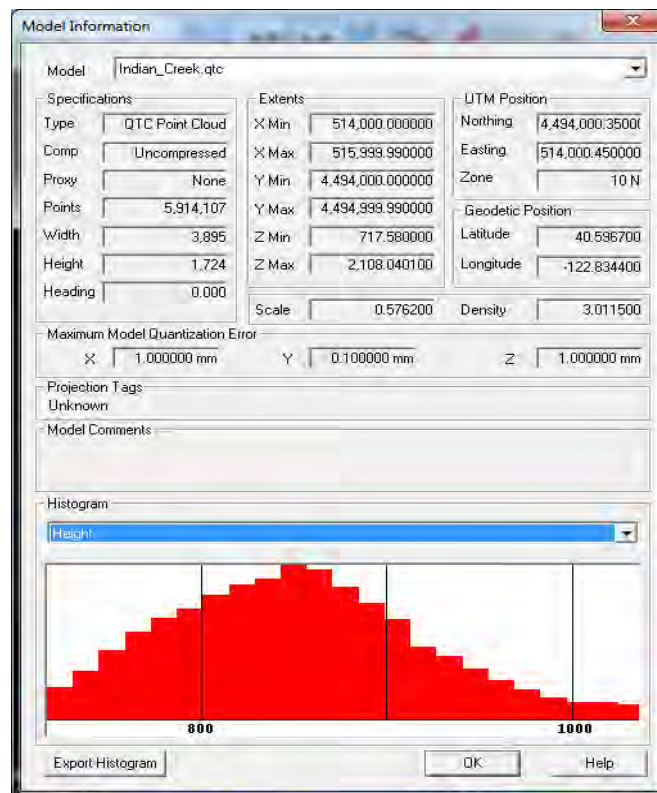 Model Information
Model Indian_Creek.qtc
Specifications
Type QTC Point Cloud
Comp Uncompressed
Proxy None
Points 5,914,107
Width 3,895
Height 1,724
Heading 0.000
Extents
X Min 514,000.000000
X Max 515,999.990000
Y Min 4,494,000.000000
Y Max 4,494,999.990000
Z Min 717.580000
Z Max 2,108.040100
UTM Position
Northing 4,494,000.3500
Easting 514,000.450000
Zone 10 N
Geodetic Position
Latitude 40.596700
Longitude -122.834400
Scale 0.576200 Density 3.011500
Maximum Model Quantization Error
X 1.000000 mm Y 0.100000 mm Z 1.000000 mm
Projection Tags
Unknown
Model Comments
Histogram
Height
800 1000
Export Histogram OK Help